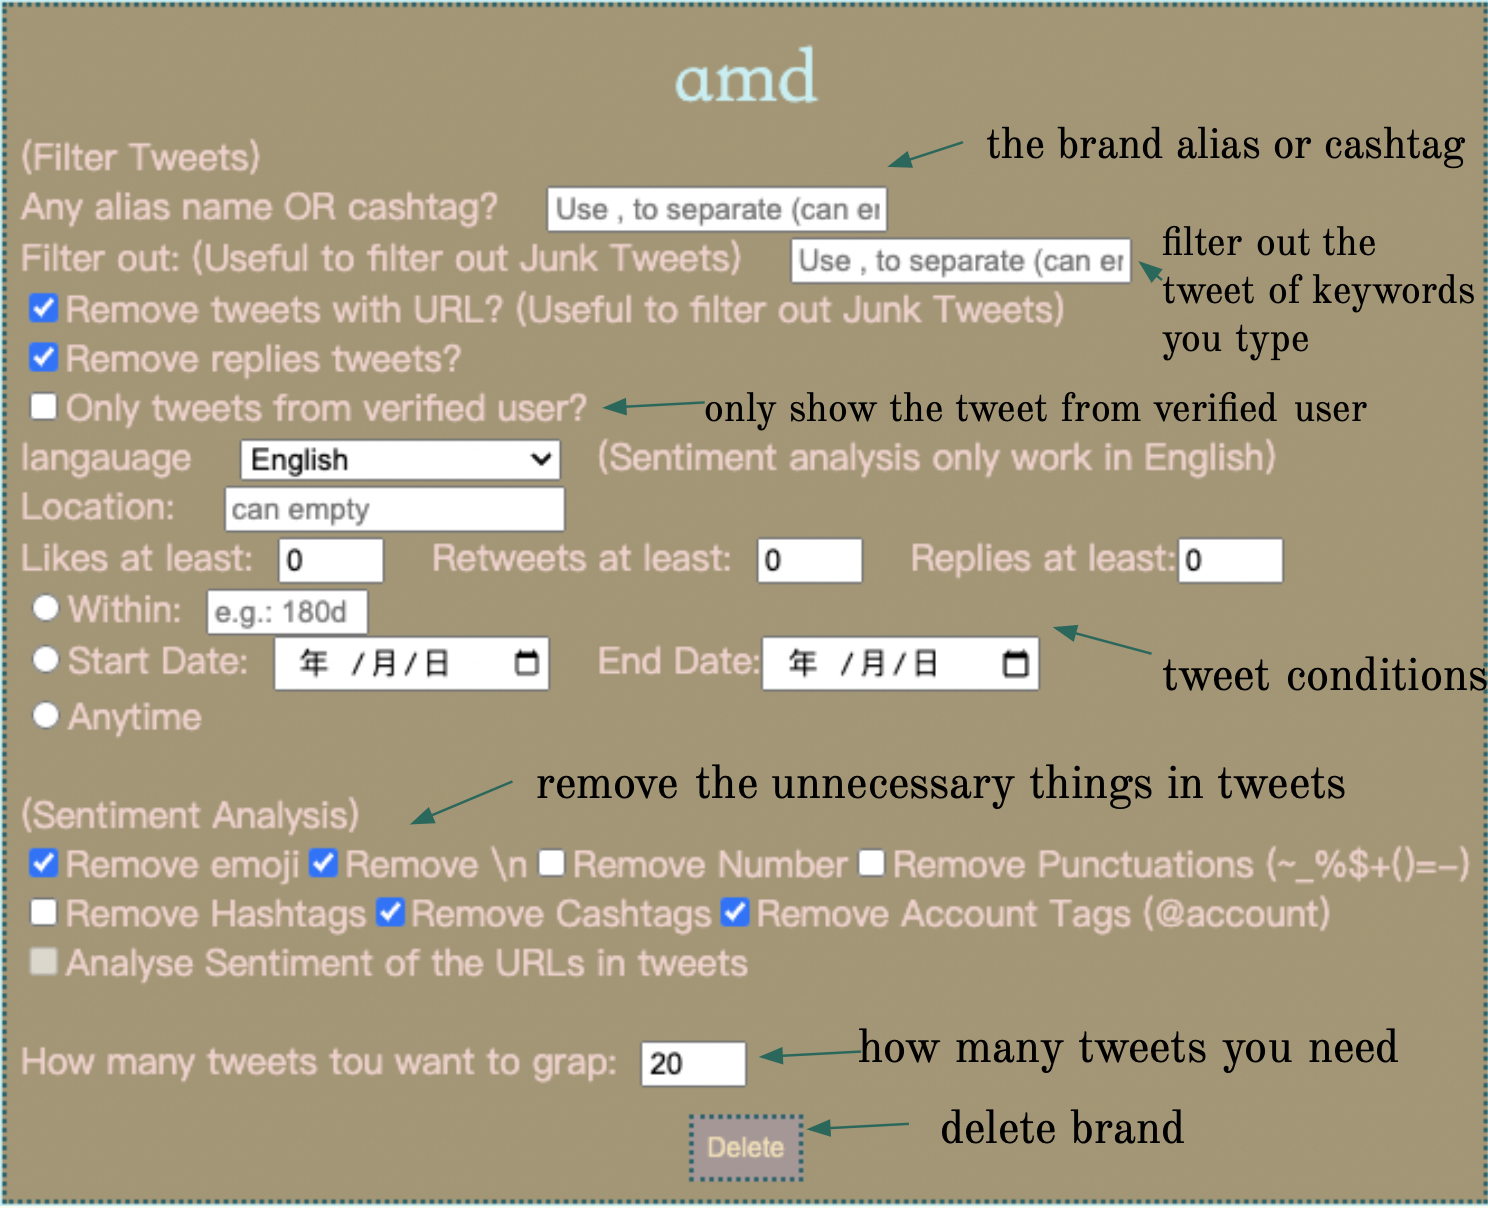 amd
the brand alias or cashtag
(Filter Tweets)
Any alias name OR cashtag? Use , to separate (can er
Filter out: (Useful to filter out Junk Tweets) Use , to separate (can er
filter out the
tweet of keywords
you type
Remove tweets with URL? (Useful to filter out Junk Tweets)
Remove replies tweets?
Only tweets from verified user? only show the tweet from verified user
langauage English (Sentiment analysis only work in English)
Location: can empty
Likes at least: 0 Retweets at least: 0 Replies at least: 0
Within: e.g.: 180d
Start Date: 年 /月/日 End Date: 年 /月/日
tweet conditions
Anytime
remove the unnecessary things in tweets
(Sentiment Analysis)
Remove emoji Remove \n Remove Number Remove Punctuations (~_%$+()=−)
Remove Hashtags Remove Cashtags Remove Account Tags (@account)
Analyse Sentiment of the URLs in tweets
How many tweets tou want to grap: 20 how many tweets you need
Delete delete brand